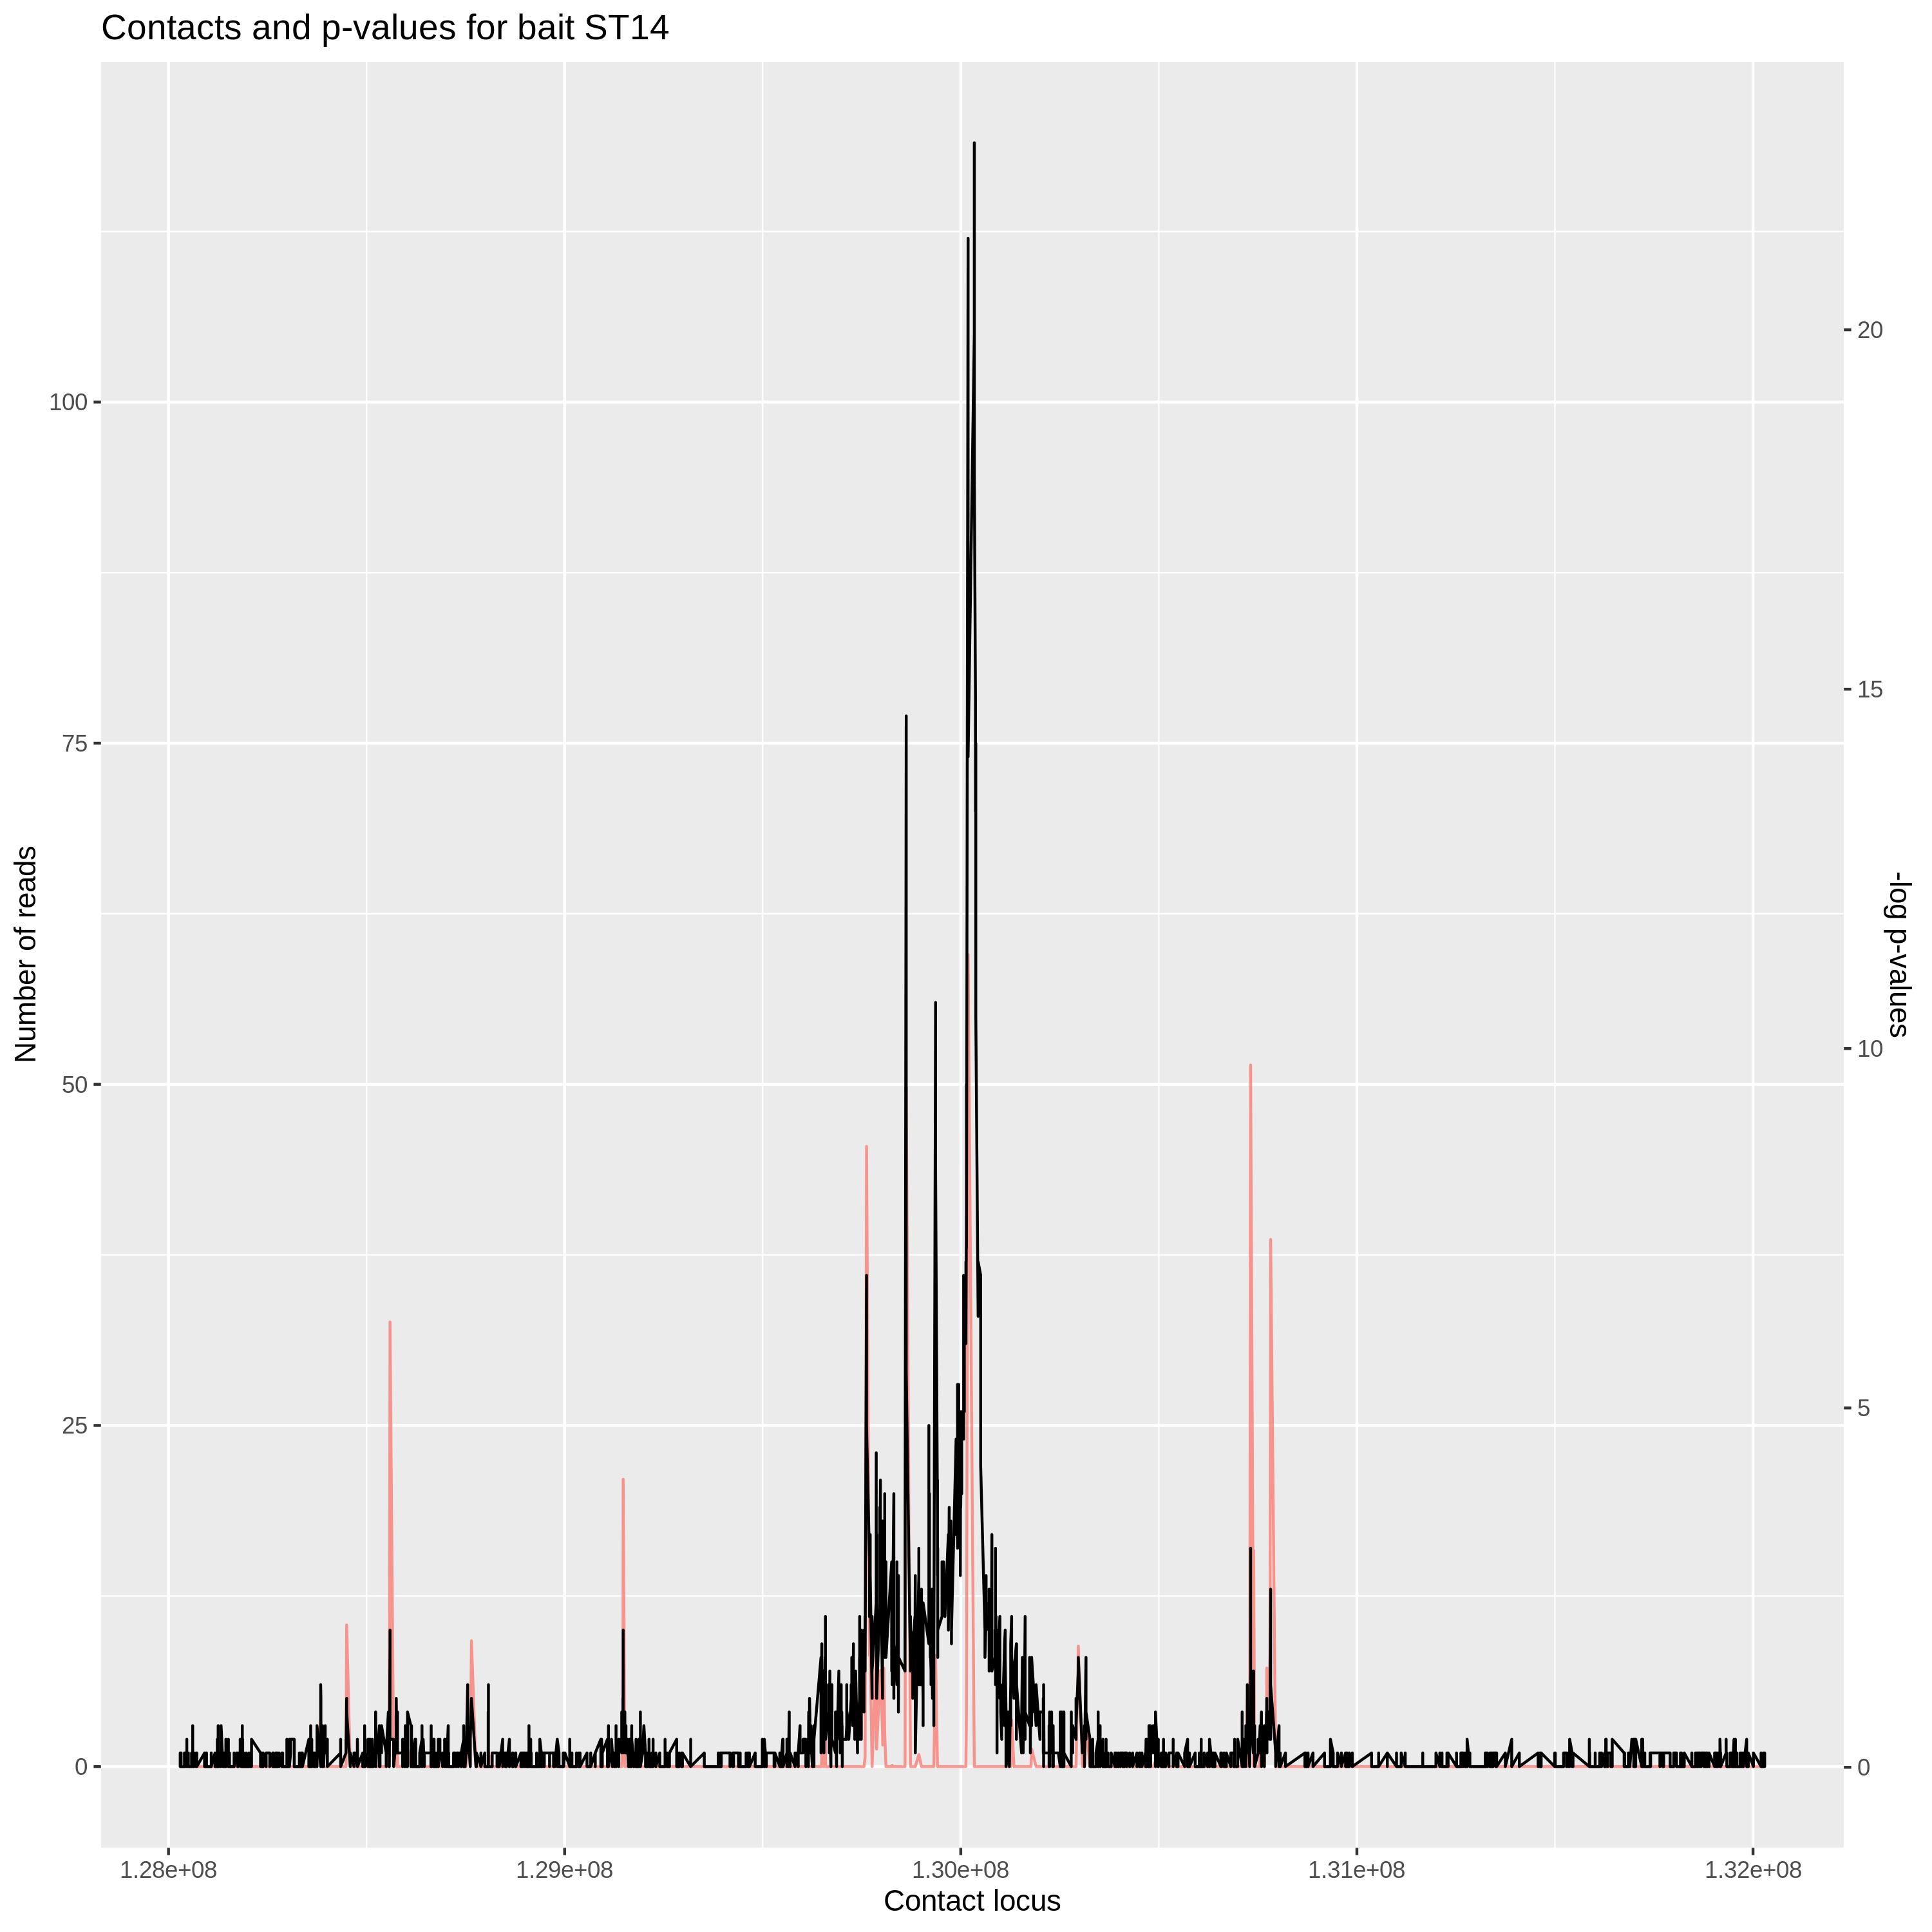 Contacts and p-values for bait ST14
Number of reads
100
75
50
25
0
20
15
10
5
0
-log p-values
1.28e+08
1.29e+08
1.30e+08
1.31e+08
1.32e+08
Contact locus